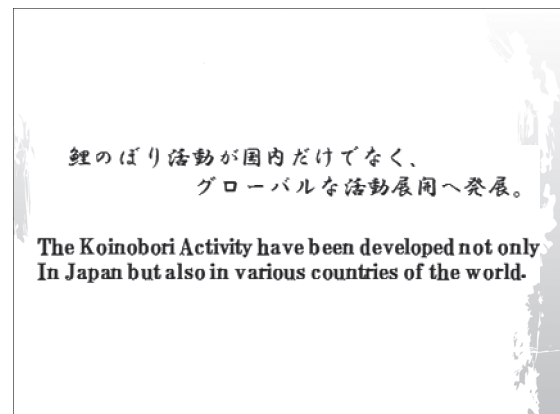 鯉のぼり活動が国内だけでなく、
グローバルな活動展開へ発展。
The Koinobori Activity have been developed not only
In Japan but also in various countries of the world.